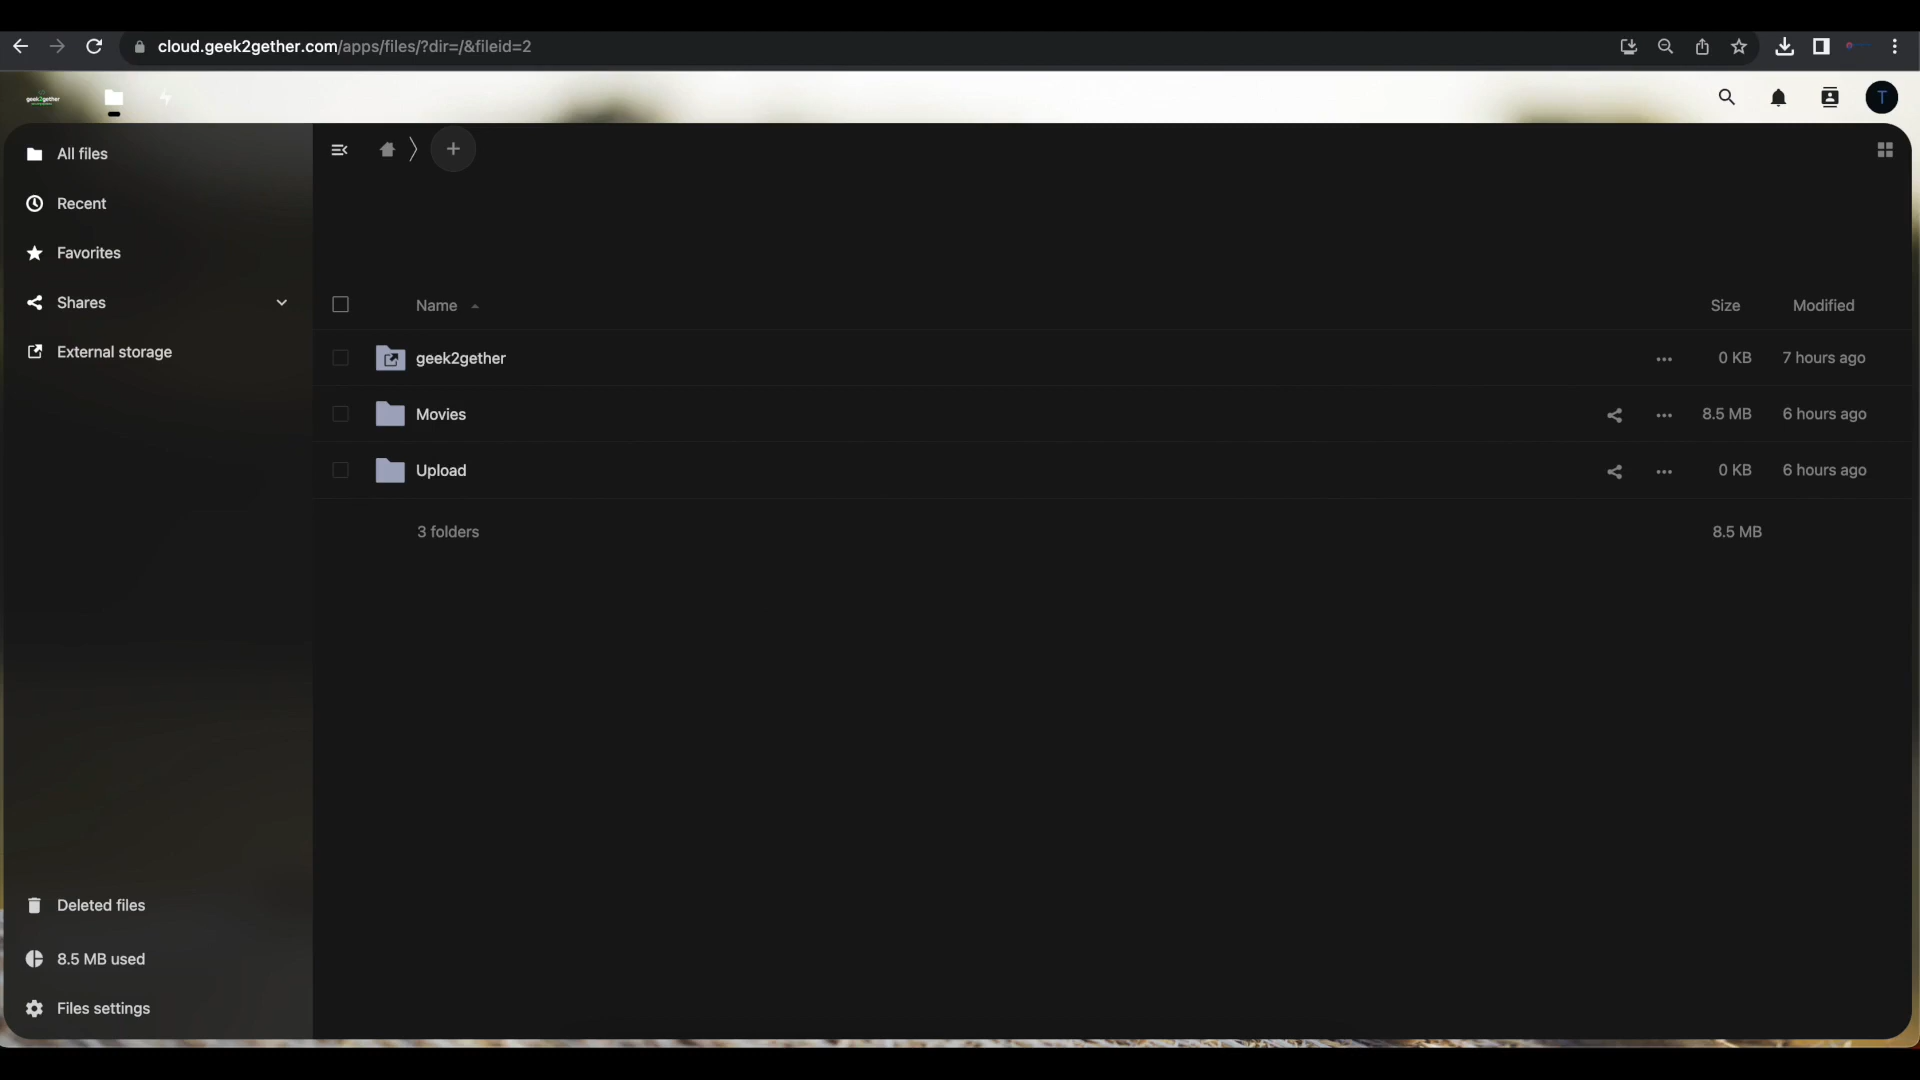 cloud.geek2gether.com/apps/files/?dir=/&fileid=2
geek2gether
T
All files
Recent
Favorites
Shares
External storage
Name
Size
Modified
geek2gether
0 KB
7 hours ago
Movies
8.5 MB
6 hours ago
Upload
0 KB
6 hours ago
3 folders
8.5 MB
Deleted files
8.5 MB used
Files settings